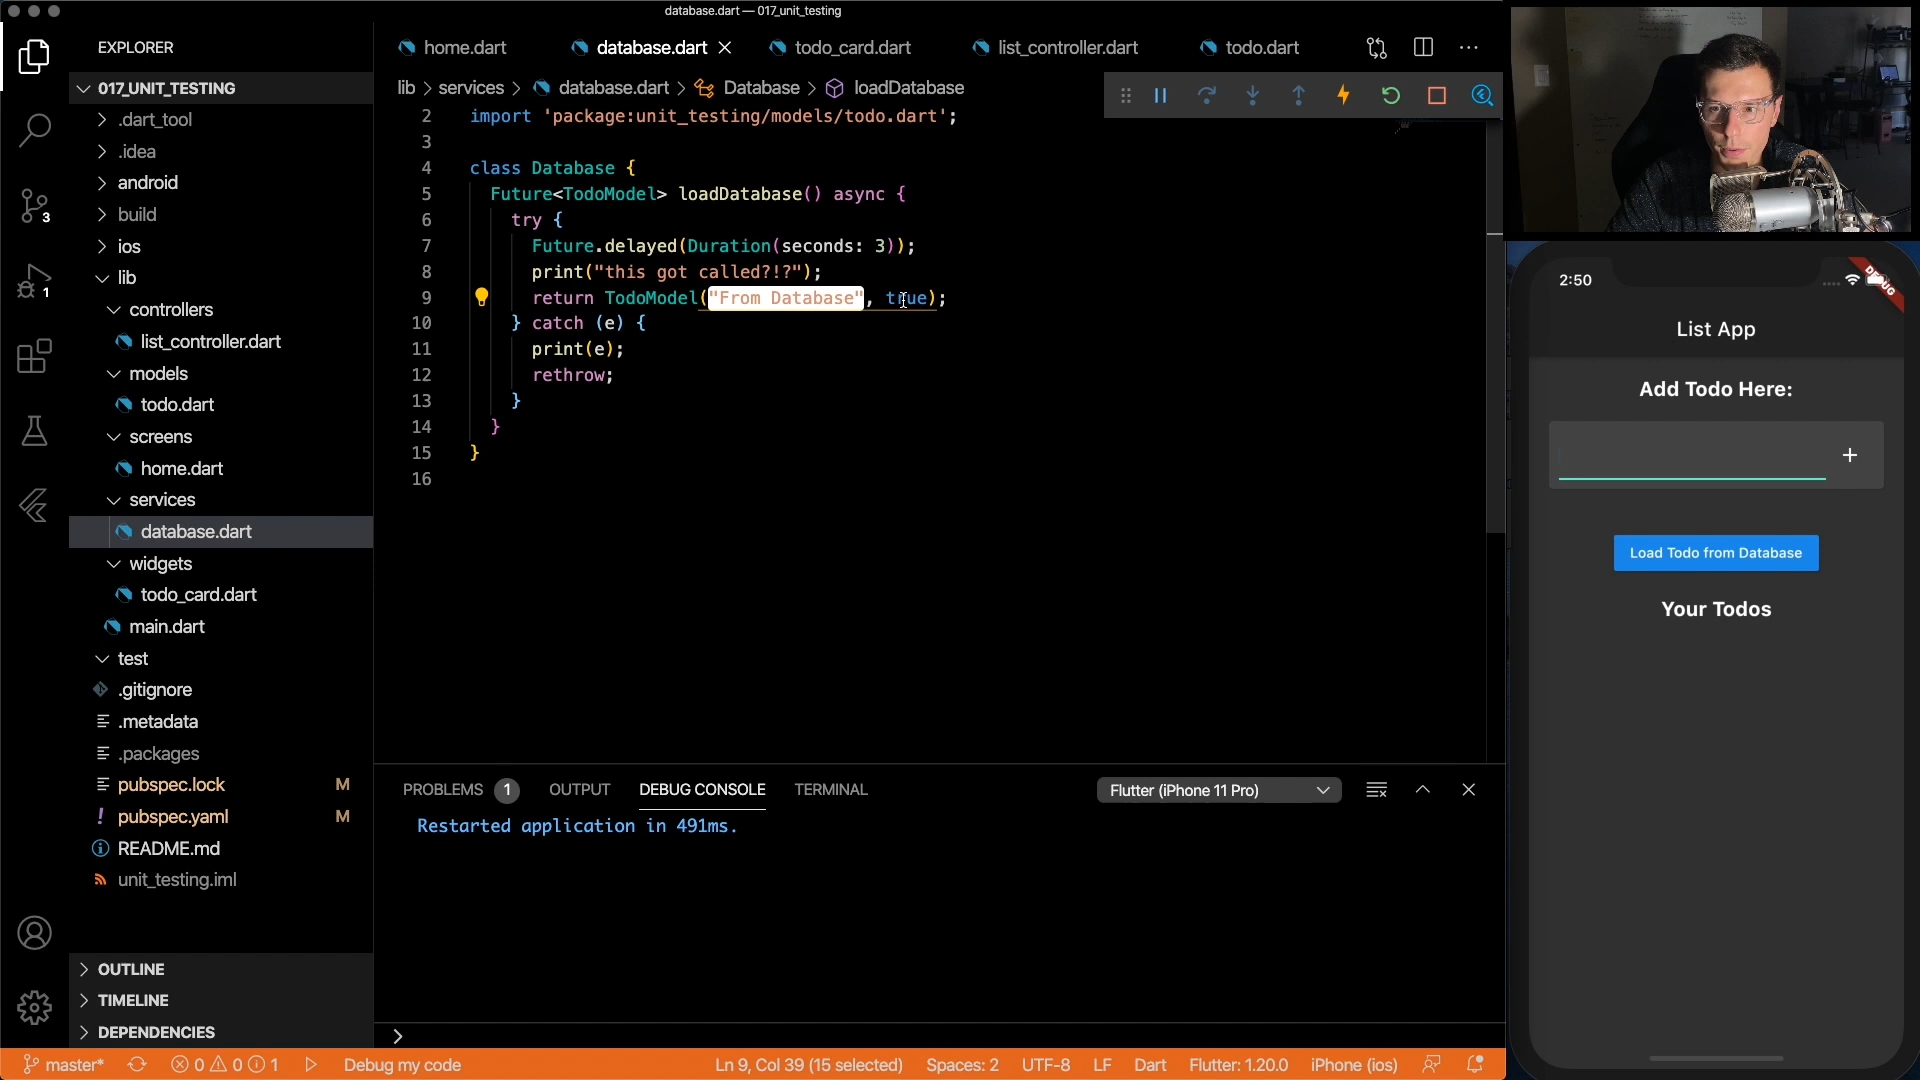 database.dart — 017_unit_testing
EXPLORER
017_UNIT_TESTING
.dart_tool
.idea
android
build
ios
lib
controllers
list_controller.dart
models
todo.dart
screens
home.dart
services
database.dart
widgets
todo_card.dart
main.dart
test
.gitignore
.metadata
.packages
pubspec.lock M
pubspec.yaml M
README.md
unit_testing.iml
OUTLINE
TIMELINE
DEPENDENCIES
3
1
home.dart database.dart todo_card.dart list_controller.dart todo.dart
lib > services > database.dart > Database > loadDatabase
2 import 'package:unit_testing/models/todo.dart';
3
4 class Database {
5 Future<TodoModel> loadDatabase() async {
6 try {
7 Future.delayed(Duration(seconds: 3));
8 print("this got called?!?");
9 return TodoModel("From Database", true);
10 } catch (e) {
11 print(e);
12 rethrow;
13 }
14 }
15 }
16
PROBLEMS 1 OUTPUT DEBUG CONSOLE TERMINAL Flutter (iPhone 11 Pro)
Restarted application in 491ms.
master* 0 0 1 Debug my code Ln 9, Col 39 (15 selected) Spaces: 2 UTF-8 LF Dart Flutter: 1.20.0 iPhone (ios)
2:50
DEBUG
List App
Add Todo Here:
+
Load Todo from Database
Your Todos